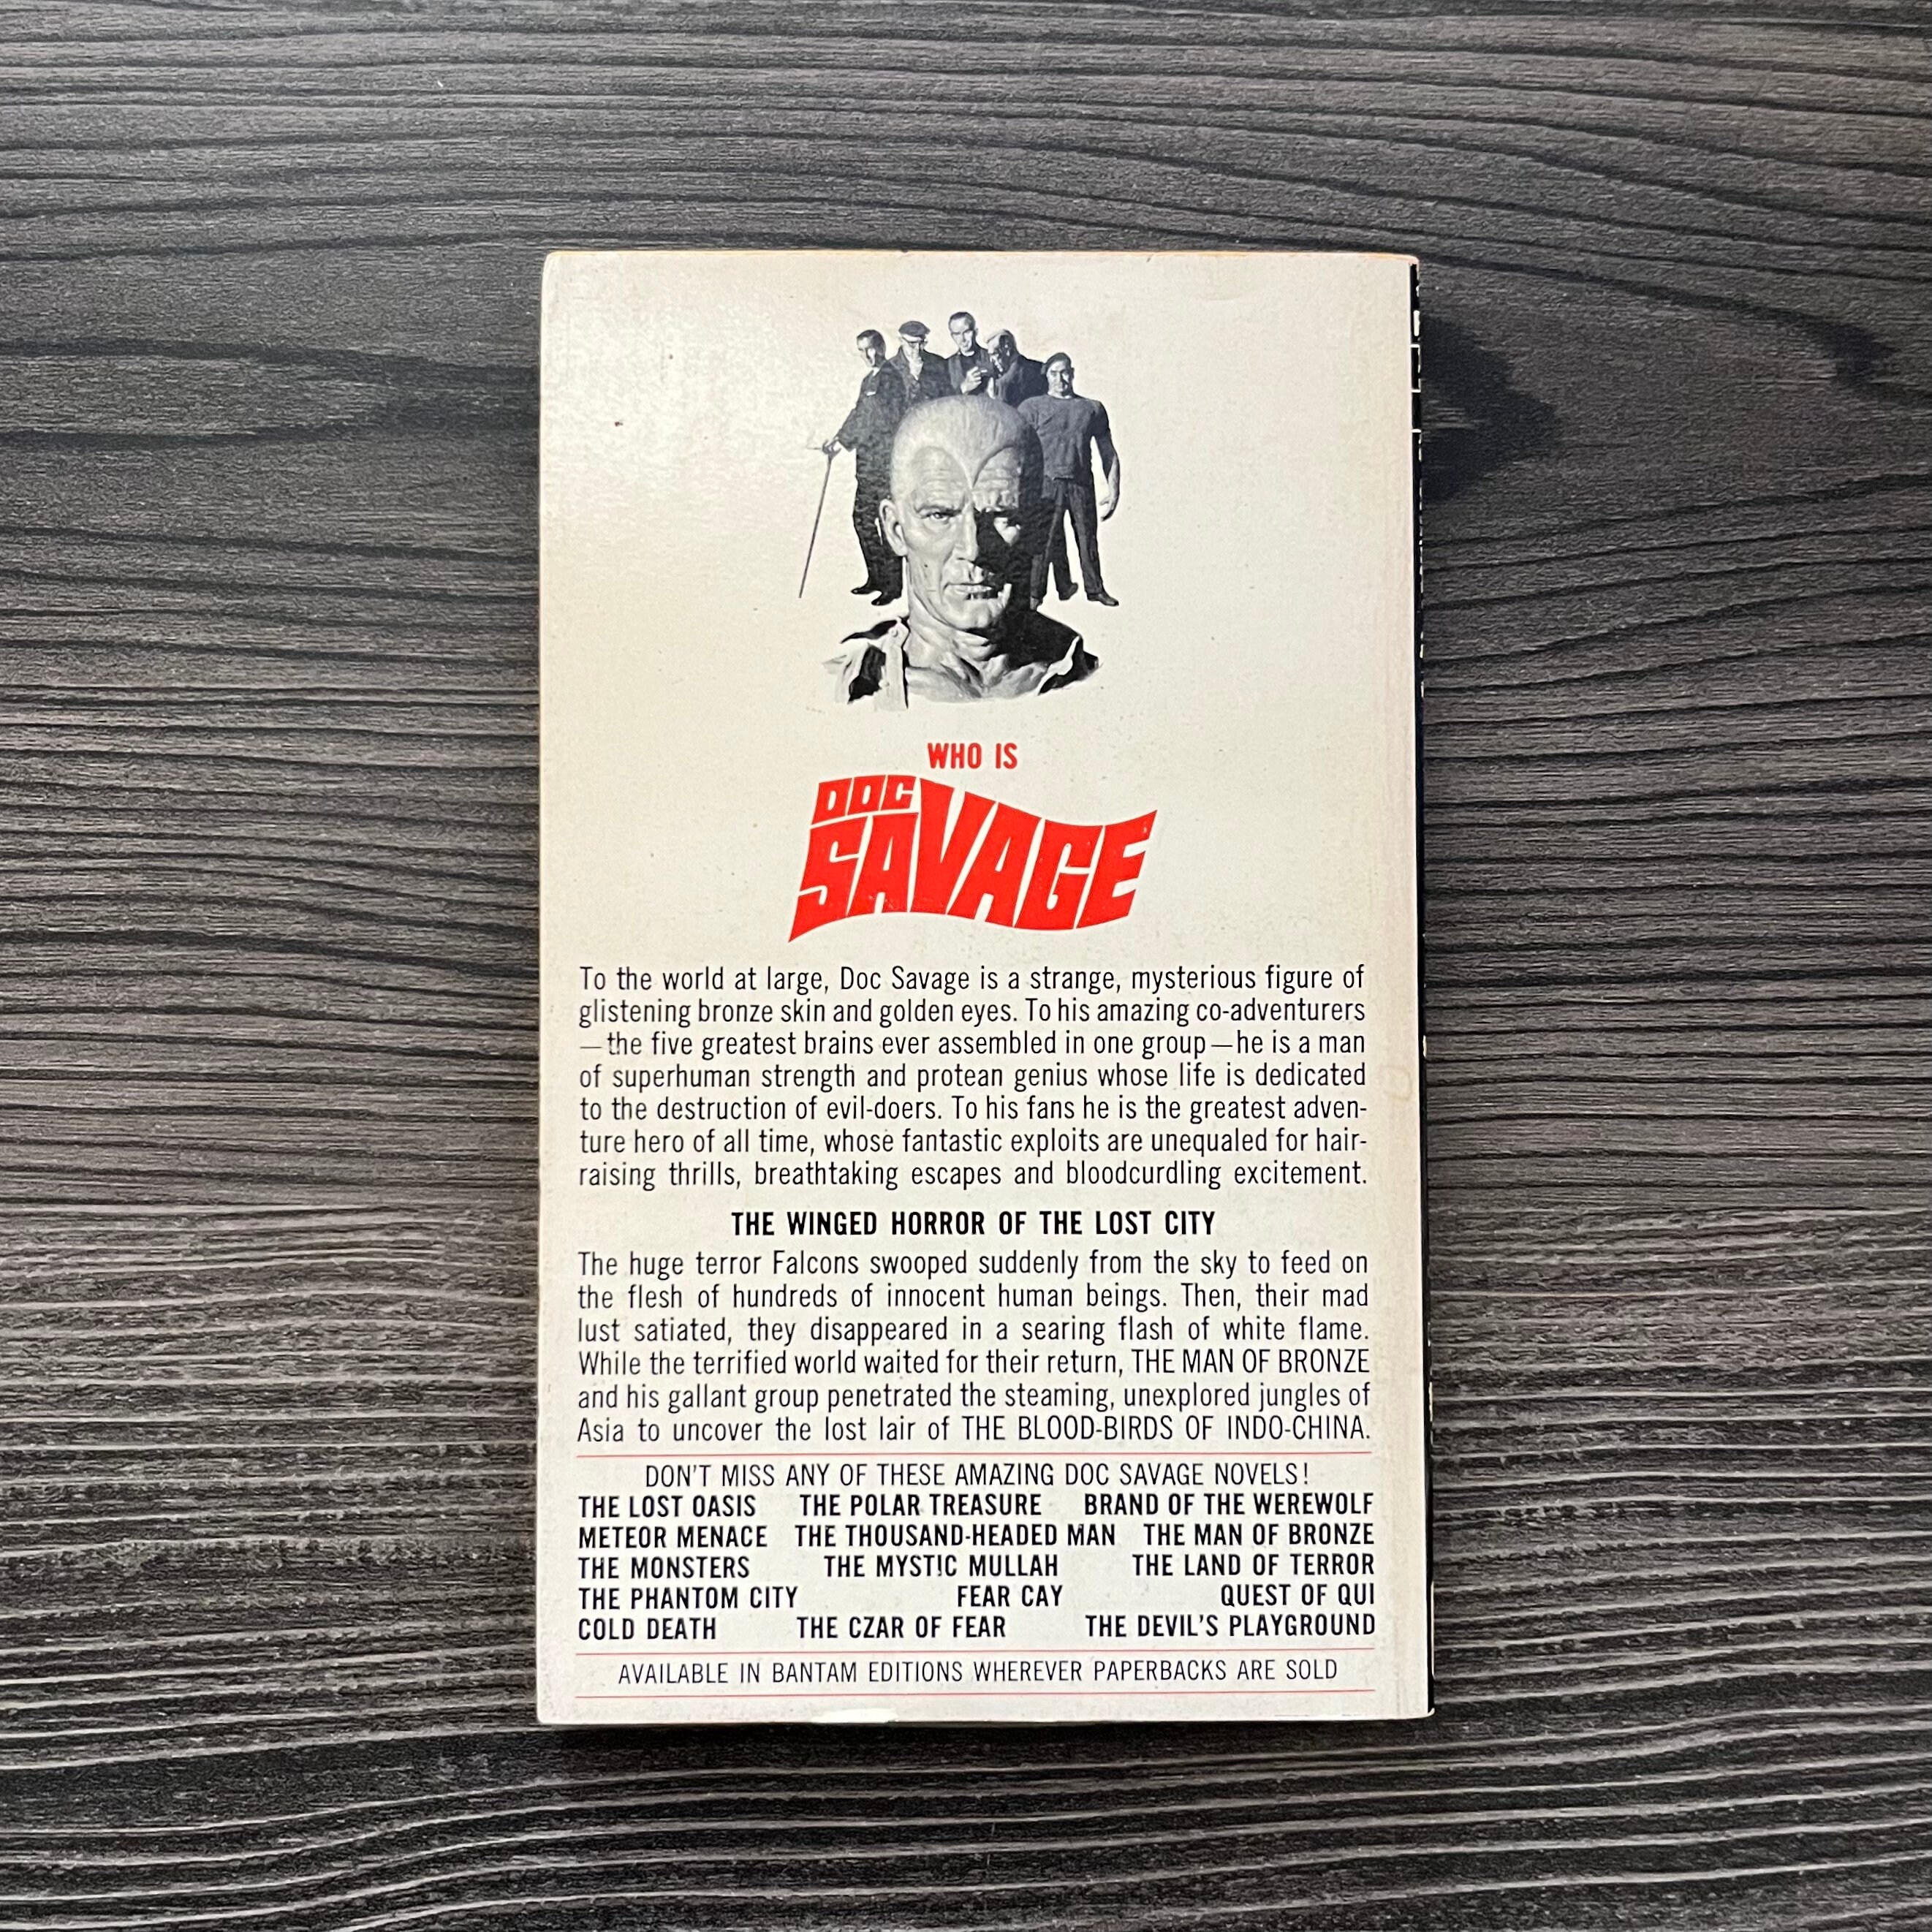 WHO IS
DOC
SAVAGE
To the world at large, Doc Savage is a strange, mysterious figure of
glistening bronze skin and golden eyes. To his amazing co-adventurers
—the five greatest brains ever assembled in one group—he is a man
of superhuman strength and protean genius whose life is dedicated
to the destruction of evil-doers. To his fans he is the greatest adven-
ture hero of all time, whose fantastic exploits are unequaled for hair-
raising thrills, breathtaking escapes and bloodcurdling excitement.
THE WINGED HORROR OF THE LOST CITY
The huge terror Falcons swooped suddenly from the sky to feed on
the flesh of hundreds of innocent human beings. Then, their mad
lust satiated, they disappeared in a searing flash of white flame.
While the terrified world waited for their return, THE MAN OF BRONZE
and his gallant group penetrated the steaming, unexplored jungles of
Asia to uncover the lost lair of THE BLOOD-BIRDS OF INDO-CHINA.
DON'T MISS ANY OF THESE AMAZING DOC SAVAGE NOVELS!
THE LOST OASIS THE POLAR TREASURE BRAND OF THE WEREWOLF
METEOR MENACE THE THOUSAND-HEADED MAN THE MAN OF BRONZE
THE MONSTERS THE MYSTIC MULLAH THE LAND OF TERROR
THE PHANTOM CITY FEAR CAY QUEST OF QUI
COLD DEATH THE CZAR OF FEAR THE DEVIL'S PLAYGROUND
AVAILABLE IN BANTAM EDITIONS WHEREVER PAPERBACKS ARE SOLD